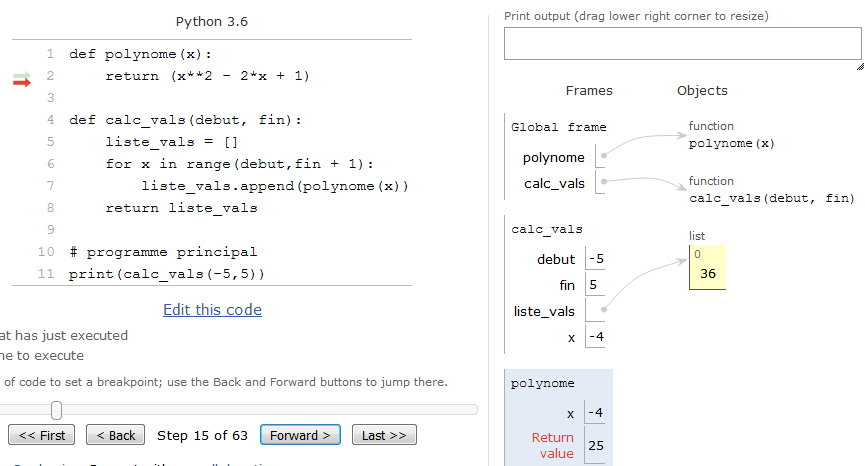 Python 3.6
1 def polynome(x):
2     return (x**2 - 2*x + 1)
3
4 def calc_vals(debut, fin):
5     liste_vals = []
6     for x in range(debut,fin + 1):
7         liste_vals.append(polynome(x))
8     return liste_vals
9
10 # programme principal
11 print(calc_vals(-5,5))
Edit this code
at has just executed
ne to execute
of code to set a breakpoint; use the Back and Forward buttons to jump there.
<< First
< Back
Step 15 of 63
Forward >
Last >>
Print output (drag lower right corner to resize)
Frames
Objects
Global frame
polynome
calc_vals
function
polynome(x)
function
calc_vals(debut, fin)
calc_vals
debut -5
fin 5
liste_vals
x -4
list
0
36
polynome
x -4
Return
value 25